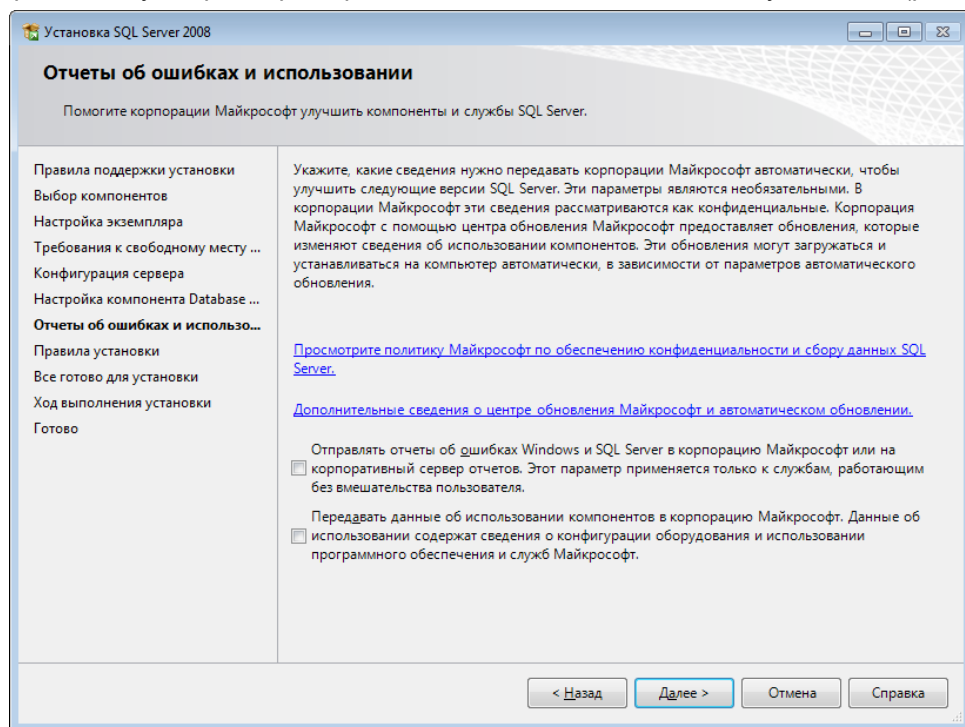 Установка SQL Server 2008
Отчеты об ошибках и использовании
Помогите корпорации Майкрософт улучшить компоненты и службы SQL Server.
Правила поддержки установки
Выбор компонентов
Настройка экземпляра
Требования к свободному месту ...
Конфигурация сервера
Настройка компонента Database ...
Отчеты об ошибках и использо...
Правила установки
Все готово для установки
Ход выполнения установки
Готово
Укажите, какие сведения нужно передавать корпорации Майкрософт автоматически, чтобы
улучшить следующие версии SQL Server. Эти параметры являются необязательными. В
корпорации Майкрософт эти сведения рассматриваются как конфиденциальные. Корпорация
Майкрософт с помощью центра обновления Майкрософт предоставляет обновления, которые
изменяют сведения об использовании компонентов. Эти обновления могут загружаться и
устанавливаться на компьютер автоматически, в зависимости от параметров автоматического
обновления.
Просмотрите политику Майкрософт по обеспечению конфиденциальности и сбору данных SQL
Server.
Дополнительные сведения о центре обновления Майкрософт и автоматическом обновлении.
Отправлять отчеты об ошибках Windows и SQL Server в корпорацию Майкрософт или на
корпоративный сервер отчетов. Этот параметр применяется только к службам, работающим
без вмешательства пользователя.
Передавать данные об использовании компонентов в корпорацию Майкрософт. Данные об
использовании содержат сведения о конфигурации оборудования и использовании
программного обеспечения и служб Майкрософт.
< Назад
Далее >
Отмена
Справка